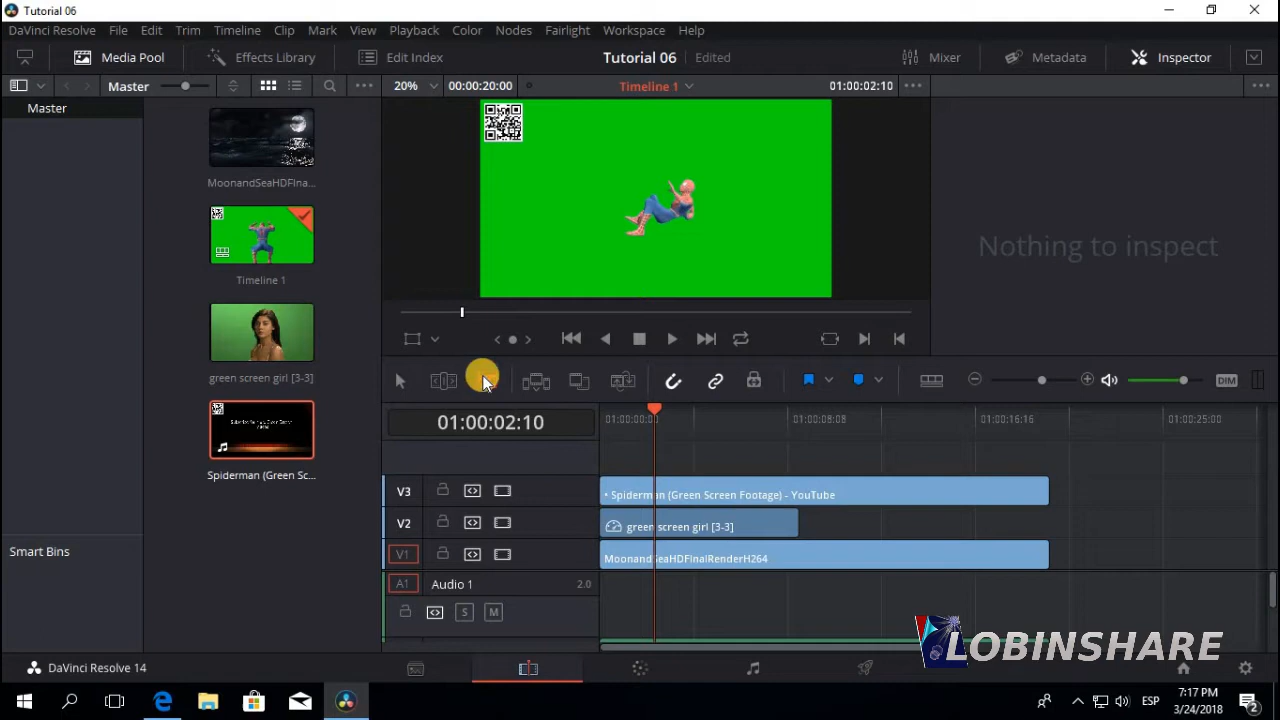 Tutorial 06
DaVinci Resolve File Edit Trim Timeline Clip Mark View Playback Color Nodes Fairlight Workspace Help
Media Pool Effects Library Edit Index Tutorial 06 Edited Mixer Metadata Inspector
Master 20% 00:00:20:00 Timeline 1 01:00:02:10
Master
MoonandSeaHDFIna...
Timeline 1
green screen girl [3-3]
Spiderman (Green Sc...
Nothing to inspect
DIM
01:00:02:10
01:00:00:00 01:00:08:08 01:00:16:16 01:00:25:00
V3 • Spiderman (Green Screen Footage) - YouTube
V2 green screen girl [3-3]
V1 MoonandSeaHDFInalRenderH264
A1 Audio 1 2.0
S M
Smart Bins
LOBINSHARE
DaVinci Resolve 14
ESP
7:17 PM
3/24/2018
2